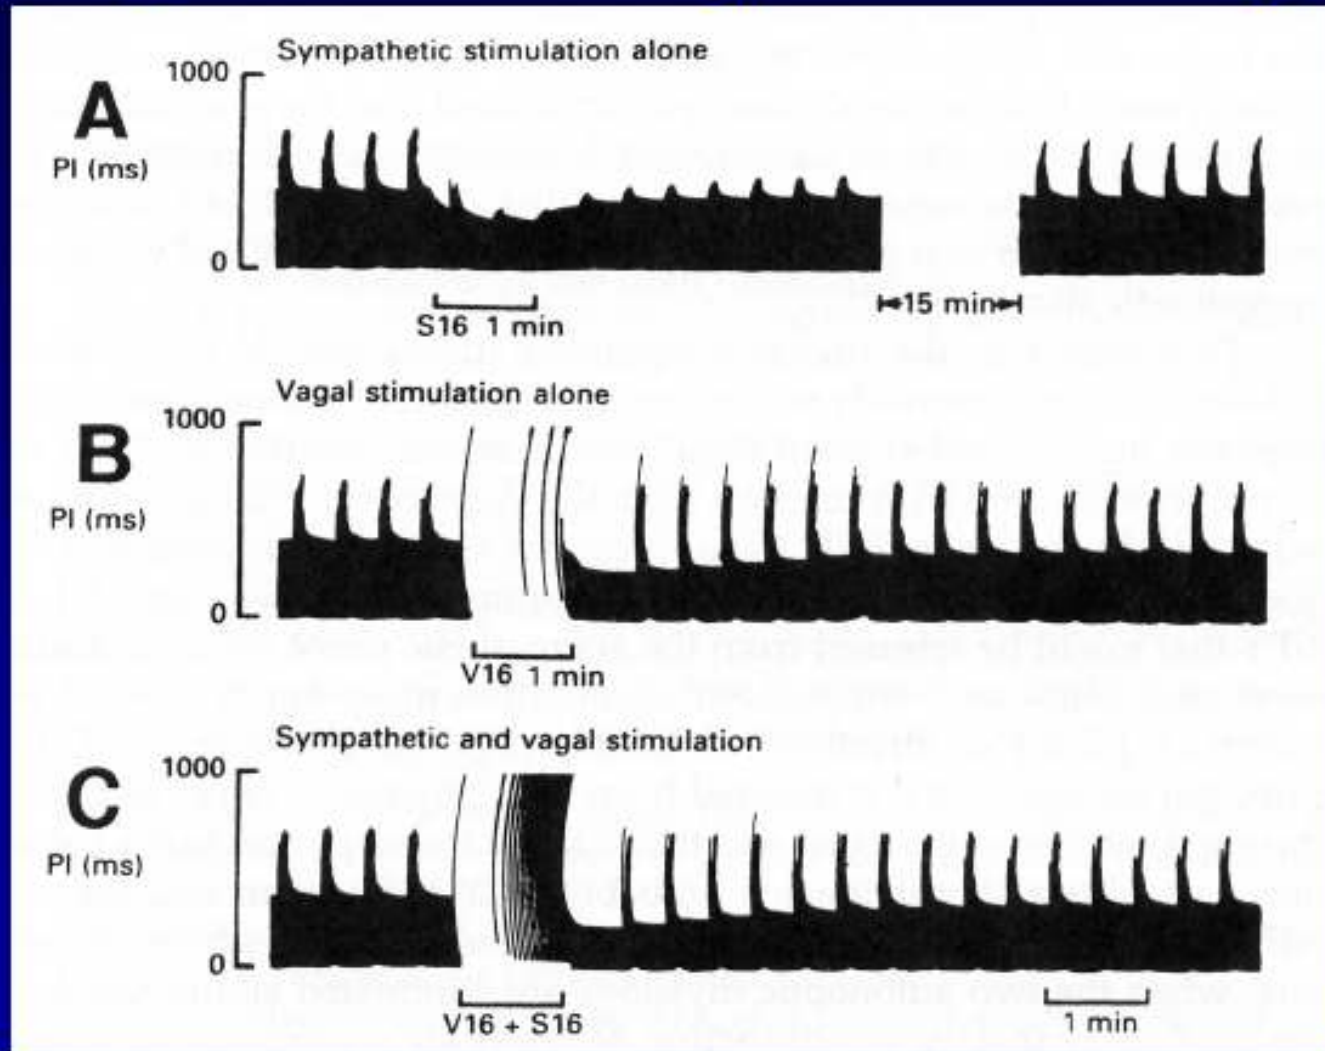 Sympathetic stimulation alone
1000
A
PI (ms)
0
S16 1 min
15 min
Vagal stimulation alone
1000
B
PI (ms)
0
V16 1 min
Sympathetic and vagal stimulation
1000
C
PI (ms)
0
V16 + S16
1 min